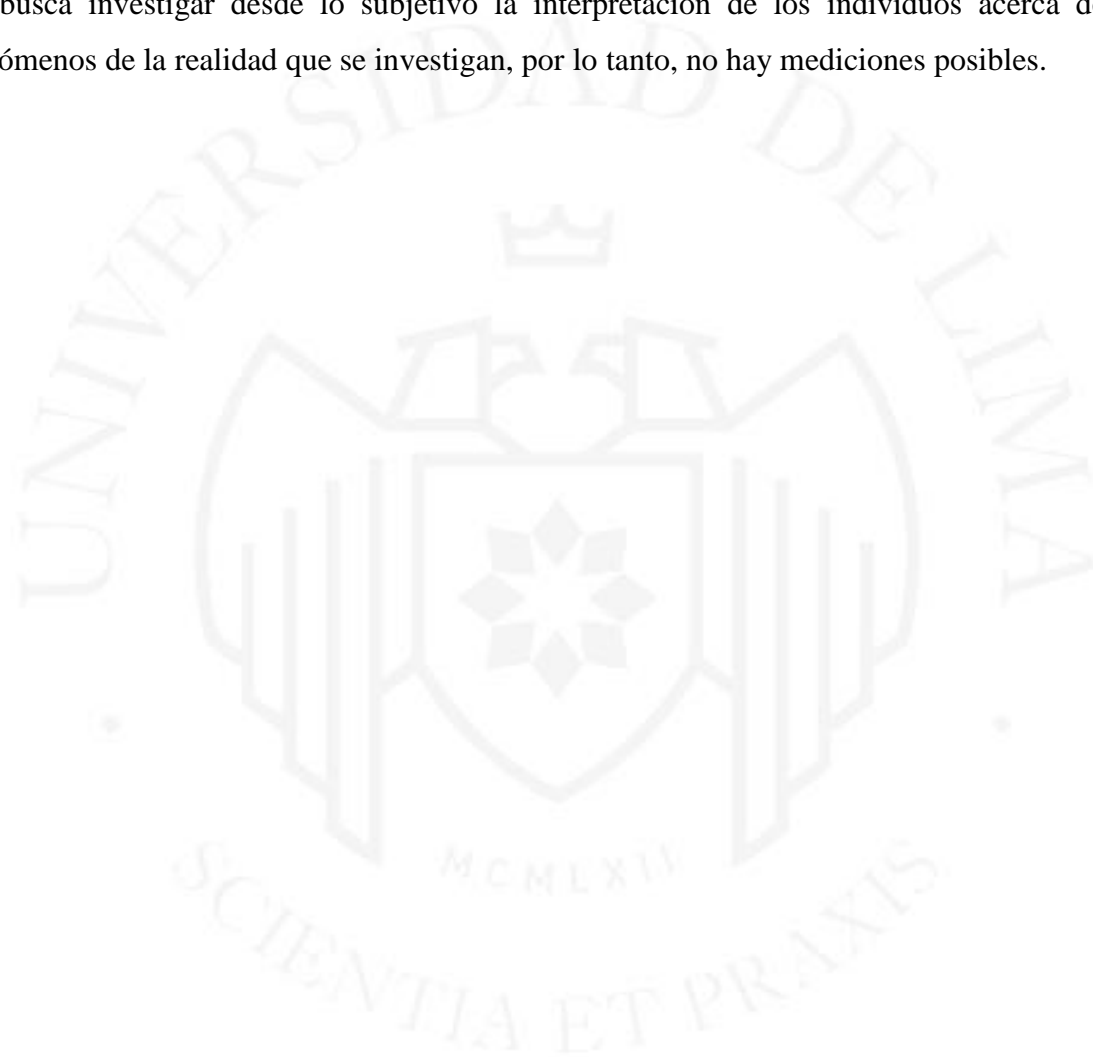 busca investigar desde lo subjetivo la interpretación de los individuos acerca de
ómenos de la realidad que se investigan, por lo tanto, no hay mediciones posibles.
UNIVERSIDAD DE LIMA
MCMLXII
SCIENTIA ET PRAXIS